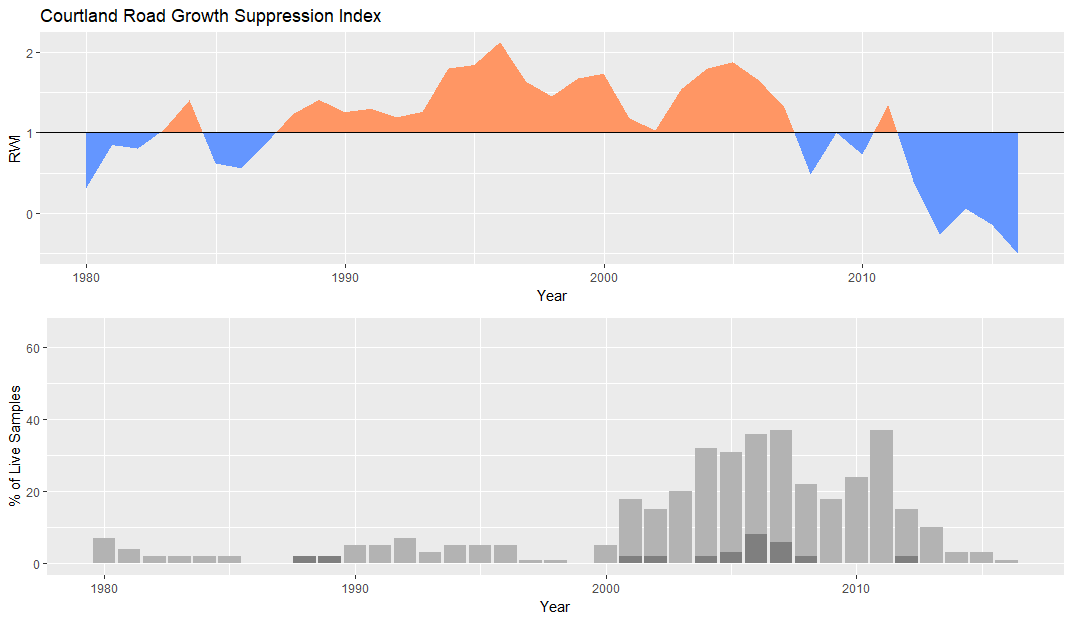 Courtland Road Growth Suppression Index
RWI
2
1
0
1980 1990 2000 2010
Year
% of Live Samples
60
40
20
0
1980 1990 2000 2010
Year